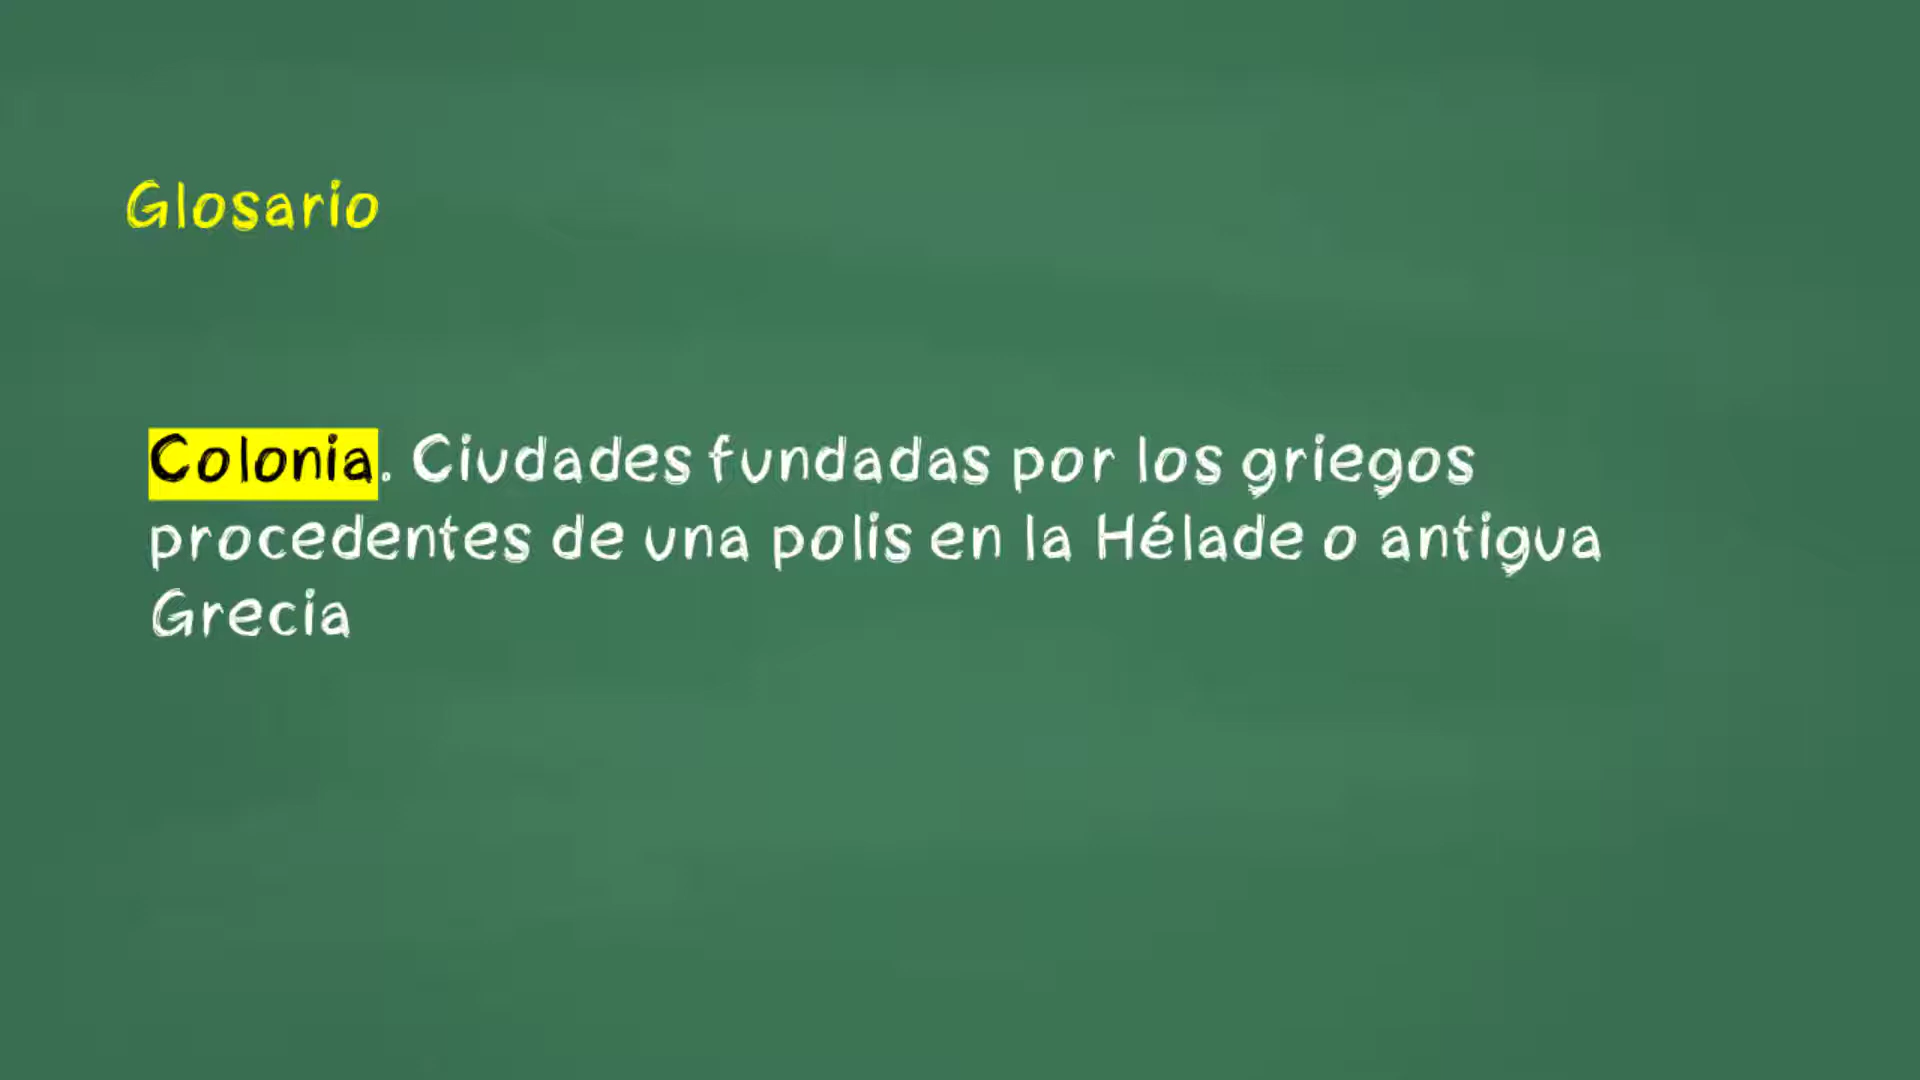 Glosario
Colonia. Ciudades fundadas por los griegos
procedentes de una polis en la Hélade o antigua
Grecia